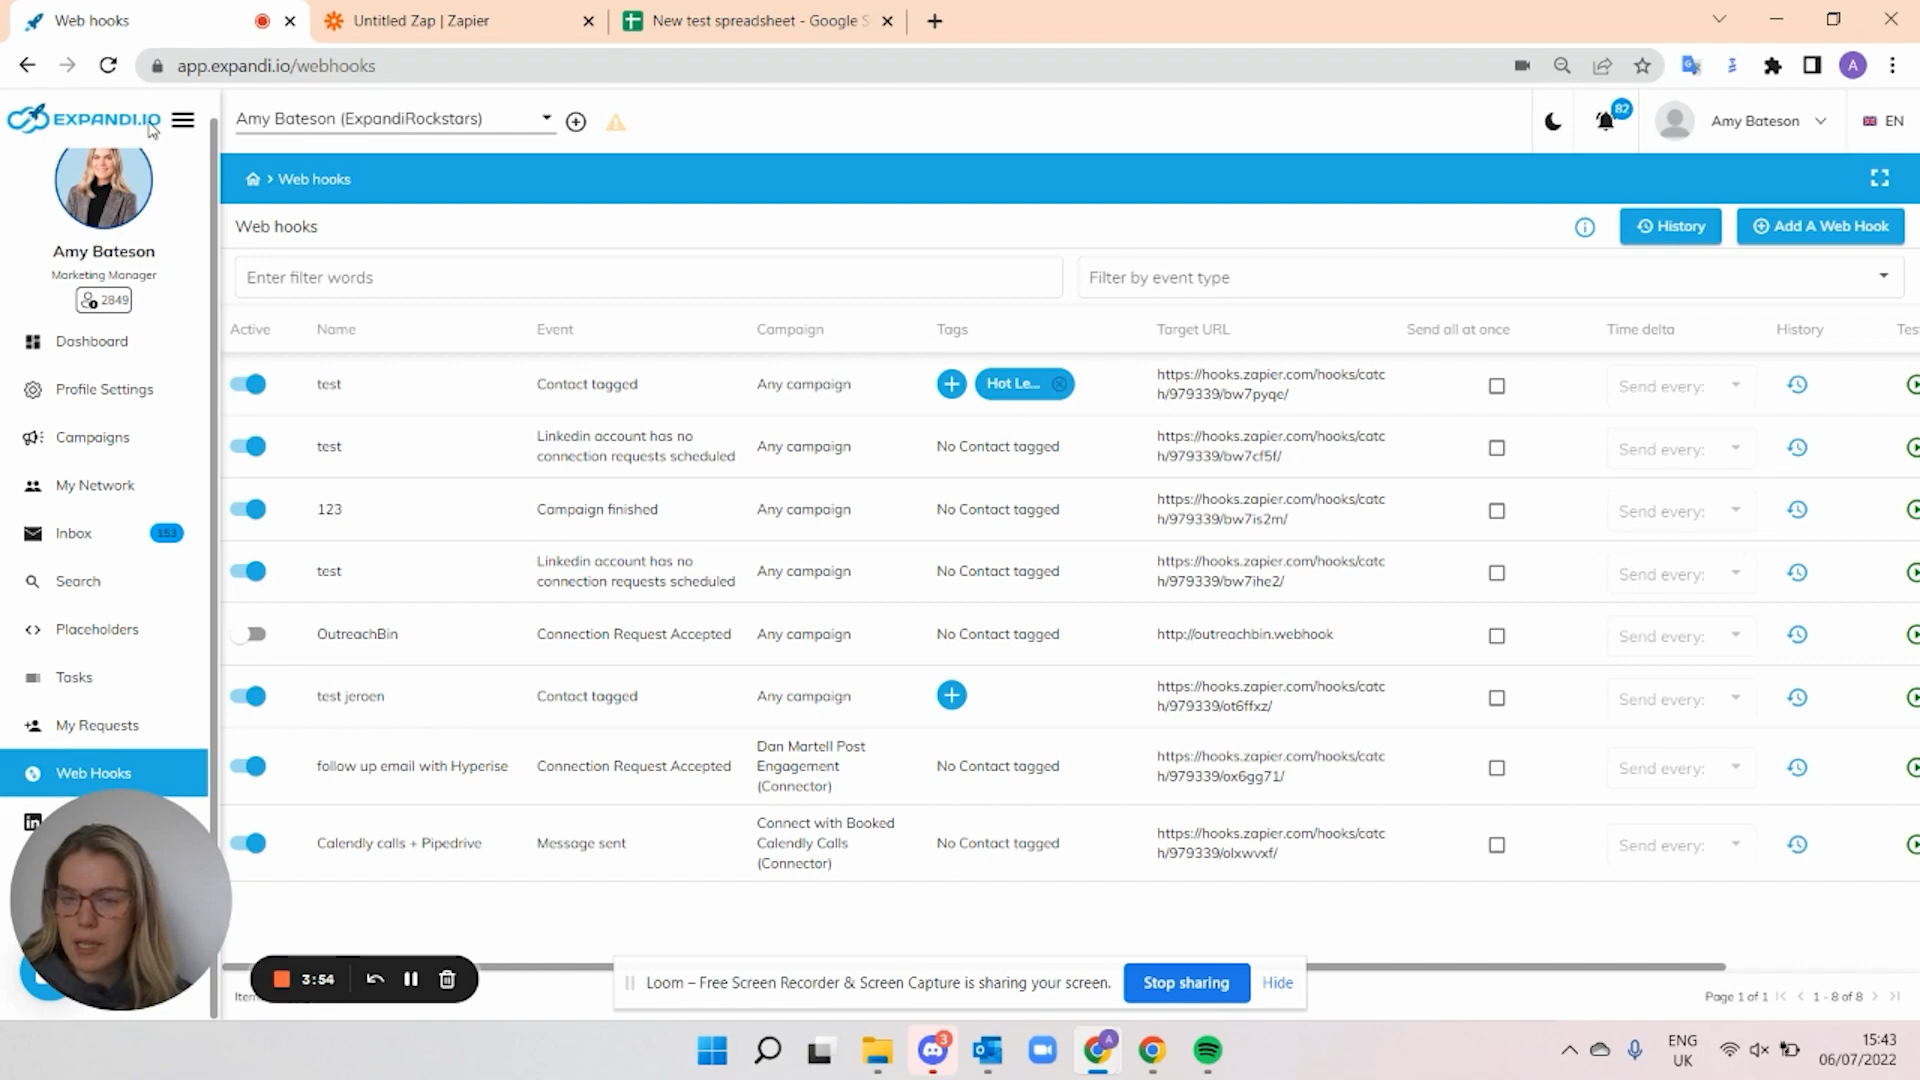 Web hooks
Untitled Zap | Zapier
New test spreadsheet - Google S
app.expandi.io/webhooks
A
EXPANDI.IO
Amy Bateson (ExpandiRockstars)
82
Amy Bateson
EN
Web hooks
Amy Bateson
Marketing Manager
2849
Dashboard
Profile Settings
Campaigns
My Network
Inbox
153
Search
Placeholders
Tasks
My Requests
Web Hooks
in
Web hooks
History
Add A Web Hook
Enter filter words
Filter by event type
Active Name Event Campaign Tags Target URL Send all at once Time delta History Tes
test Contact tagged Any campaign Hot Le... https://hooks.zapier.com/hooks/catc
h/979339/bw7pyqe/ Send every:
test Linkedin account has no
connection requests scheduled Any campaign No Contact tagged https://hooks.zapier.com/hooks/catc
h/979339/bw7cf5f/ Send every:
123 Campaign finished Any campaign No Contact tagged https://hooks.zapier.com/hooks/catc
h/979339/bw7is2m/ Send every:
test Linkedin account has no
connection requests scheduled Any campaign No Contact tagged https://hooks.zapier.com/hooks/catc
h/979339/bw7ihe2/ Send every:
OutreachBin Connection Request Accepted Any campaign No Contact tagged http://outreachbin.webhook Send every:
test jeroen Contact tagged Any campaign https://hooks.zapier.com/hooks/catc
h/979339/ot6ffxz/ Send every:
follow up email with Hyperise Connection Request Accepted Dan Martell Post
Engagement
(Connector) No Contact tagged https://hooks.zapier.com/hooks/catc
h/979339/ox6gg71/ Send every:
Calendly calls + Pipedrive Message sent Connect with Booked
Calendly Calls
(Connector) No Contact tagged https://hooks.zapier.com/hooks/catc
h/979339/olxwvxf/ Send every:
3:54
Loom – Free Screen Recorder & Screen Capture is sharing your screen.
Stop sharing
Hide
Page 1 of 1
1 - 8 of 8
3
A
ENG
UK
15:43
06/07/2022